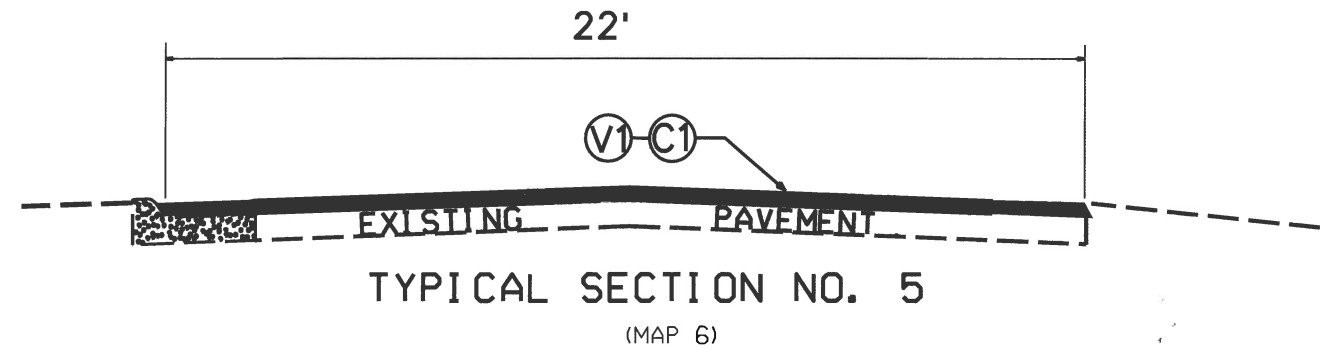 22'
V1 C1
EXISTING PAVEMENT
TYPICAL SECTION NO. 5
(MAP 6)